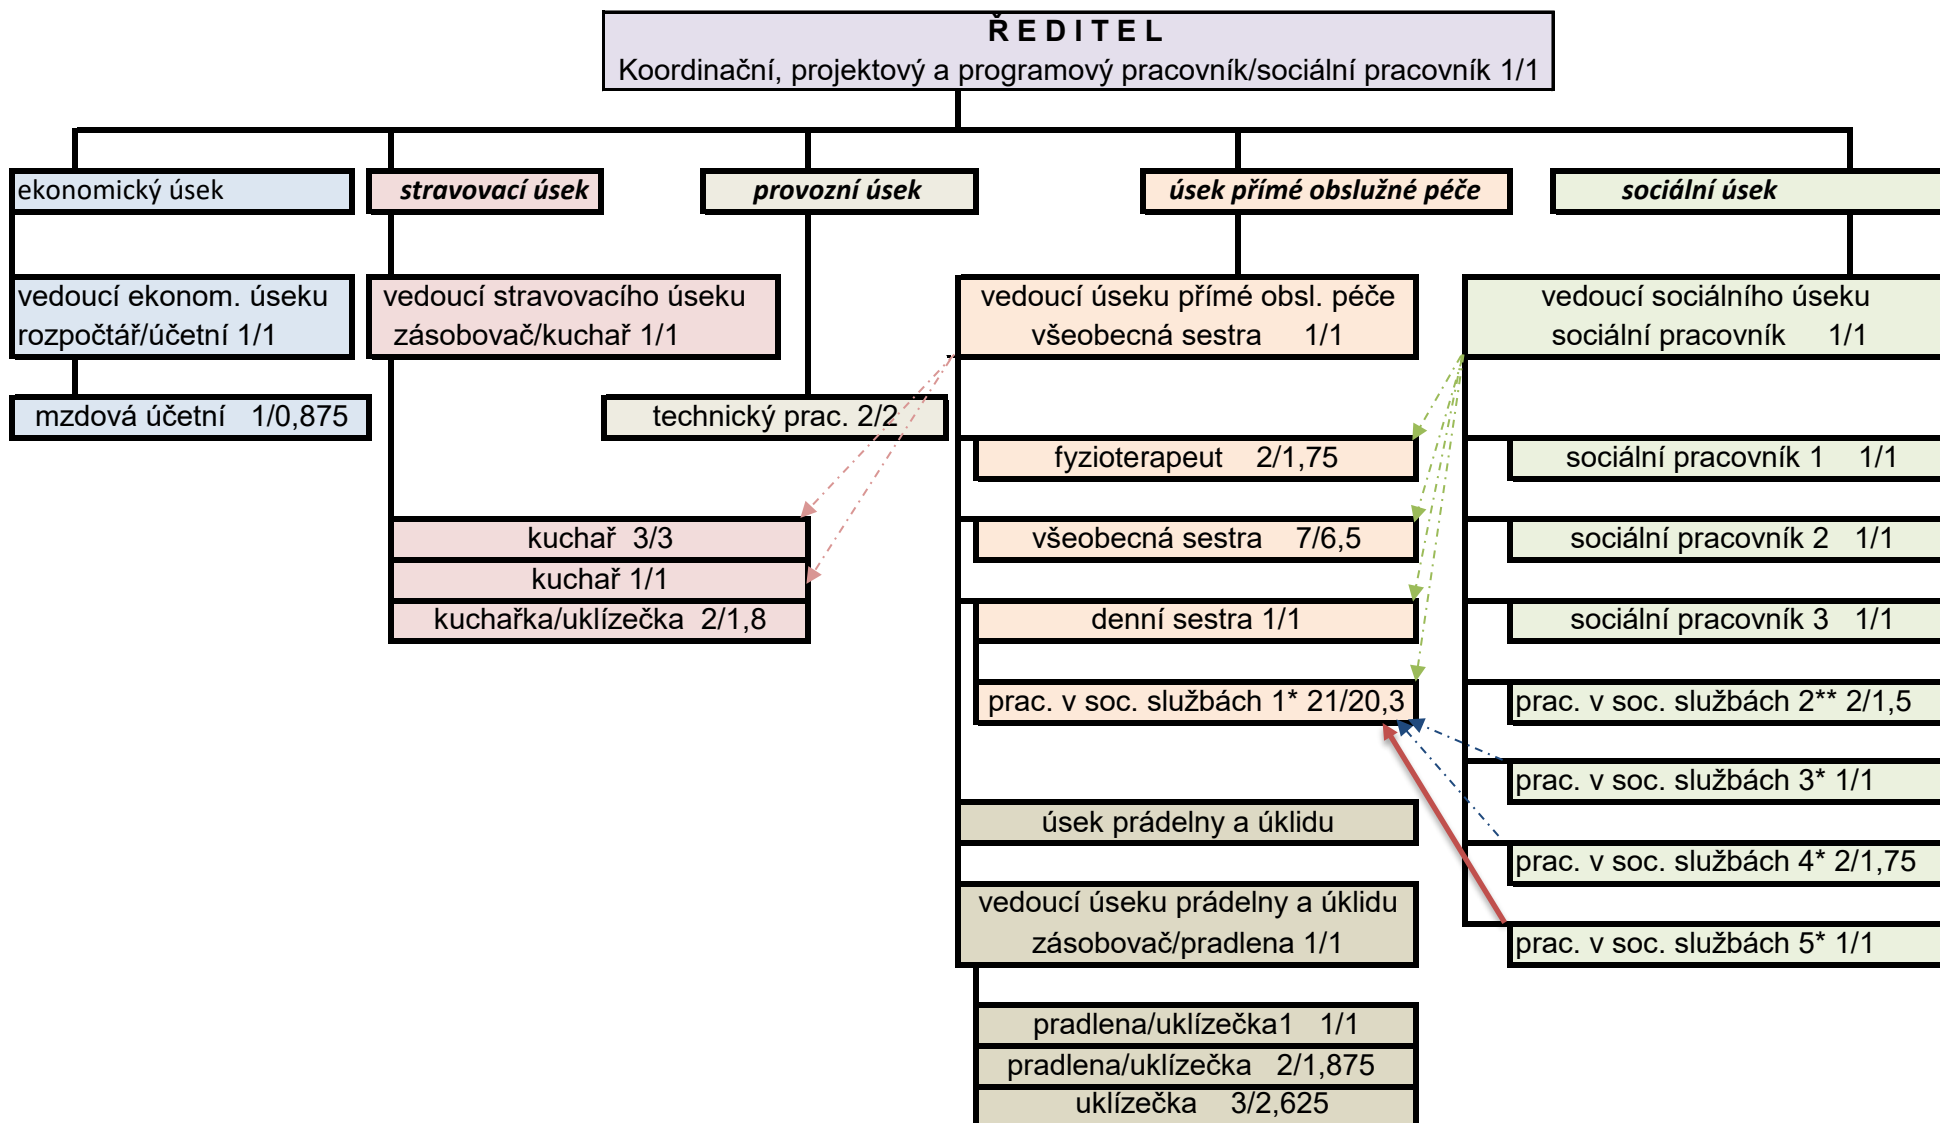 Ř E D I T E L
Koordinační, projektový a programový pracovník/sociální pracovník 1/1
ekonomický úsek
stravovací úsek
provozní úsek
úsek přímé obslužné péče
sociální úsek
vedoucí ekonom. úseku
rozpočtář/účetní 1/1
vedoucí stravovacího úseku
zásobovač/kuchař 1/1
vedoucí úseku přímé obsl. péče
všeobecná sestra 1/1
vedoucí sociálního úseku
sociální pracovník 1/1
mzdová účetní 1/0,875
technický prac. 2/2
fyzioterapeut 2/1,75
sociální pracovník 1 1/1
kuchař 3/3
všeobecná sestra 7/6,5
sociální pracovník 2 1/1
kuchař 1/1
kuchařka/uklízečka 2/1,8
denní sestra 1/1
sociální pracovník 3 1/1
prac. v soc. službách 1* 21/20,3
prac. v soc. službách 2** 2/1,5
prac. v soc. službách 3* 1/1
úsek prádelny a úklidu
prac. v soc. službách 4* 2/1,75
vedoucí úseku prádelny a úklidu
zásobovač/pradlena 1/1
prac. v soc. službách 5* 1/1
pradlena/uklízečka1 1/1
pradlena/uklízečka 2/1,875
uklízečka 3/2,625